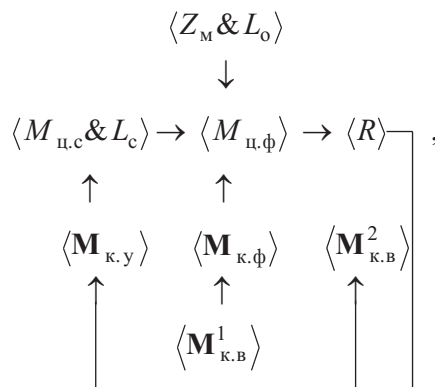 ⟨Z_м & L_о⟩
↓
⟨M_ц.с & L_с⟩ → ⟨M_ц.ф⟩ → ⟨R⟩ ,
↑ ↑
⟨M_к.у⟩ ⟨M_к.ф⟩ ⟨M²_к.в⟩
↑ ↑ ↑
⟨M¹_к.в⟩